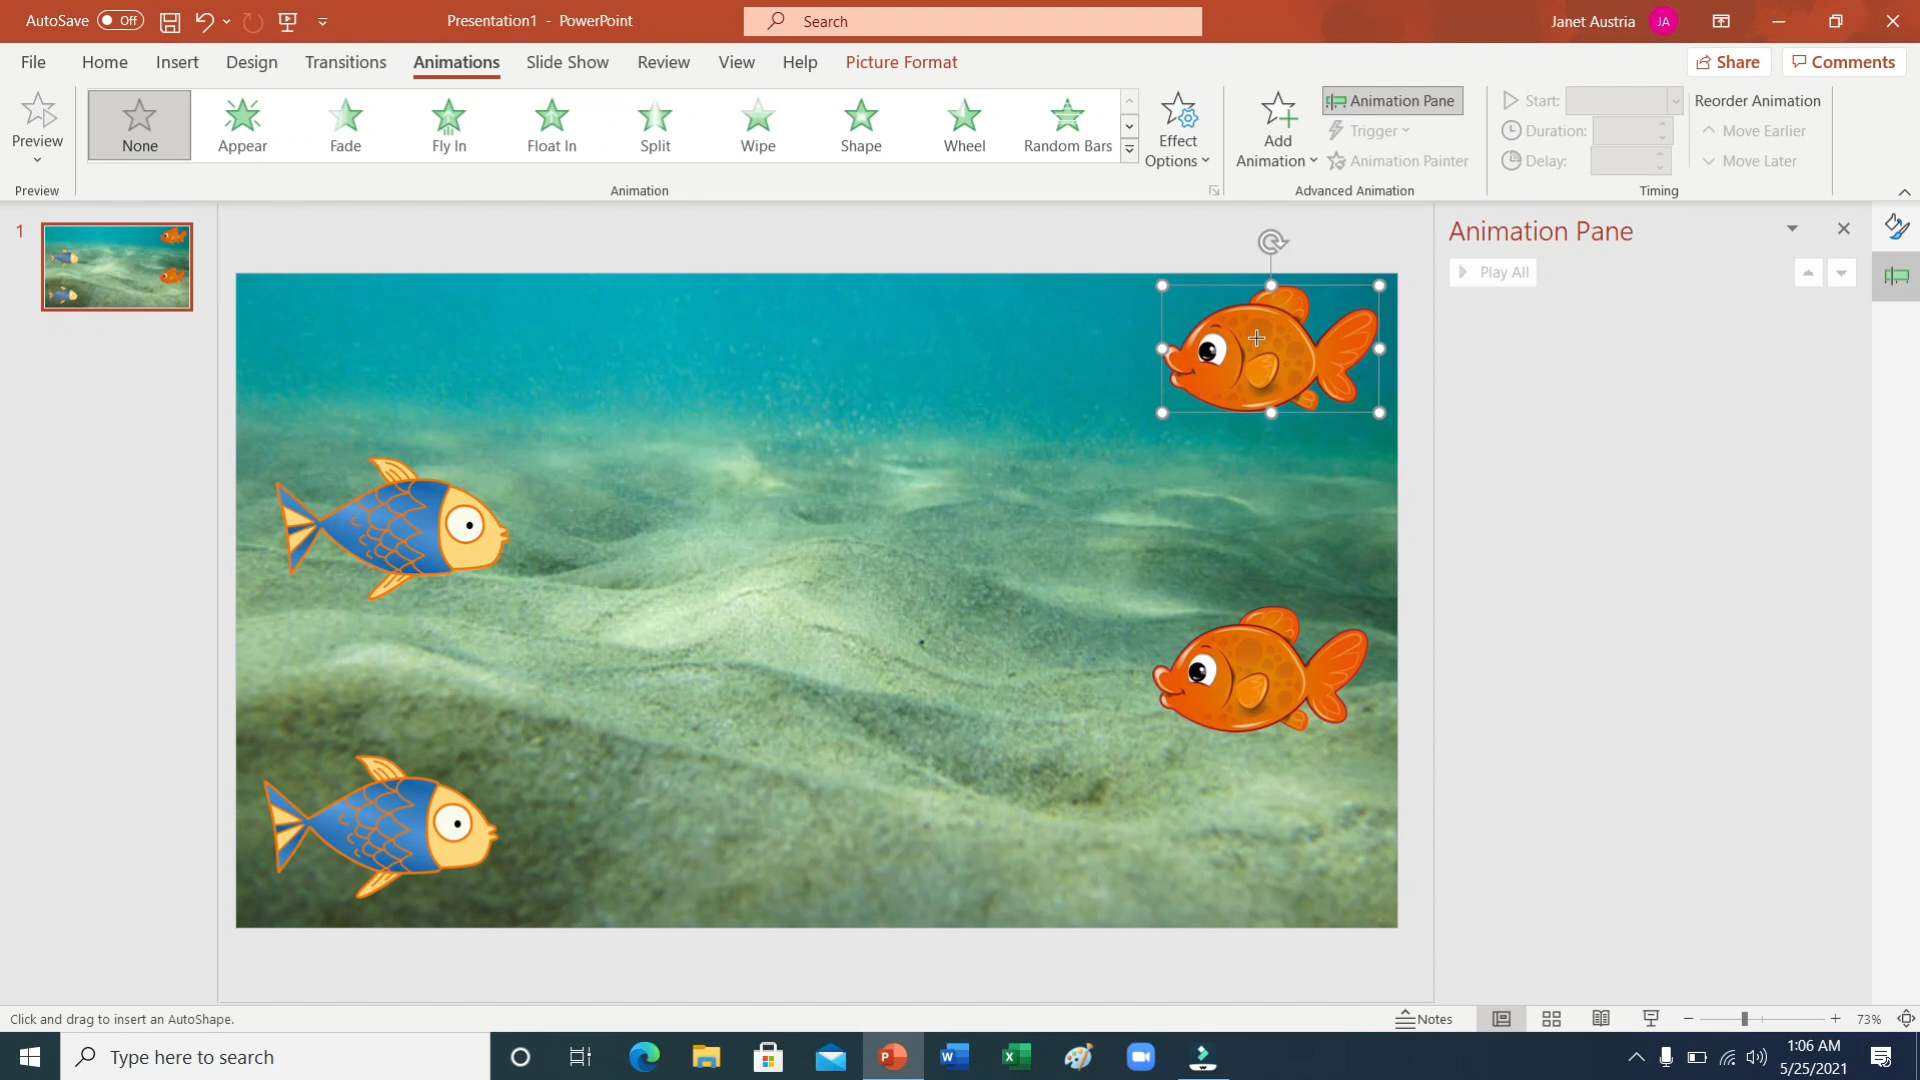 AutoSave Off
Presentation1 - PowerPoint
Search
Janet Austria JA
File Home Insert Design Transitions Animations Slide Show Review View Help Picture Format
Share Comments
Preview
None Appear Fade Fly In Float In Split Wipe Shape Wheel Random Bars
Effect Options
Add Animation
Animation Pane
Trigger
Animation Painter
Start:
Duration:
Delay:
Reorder Animation
Move Earlier
Move Later
Preview Animation Advanced Animation Timing
1
Animation Pane
Play All
Click and drag to insert an AutoShape.
Notes
73%
Type here to search
1:06 AM
5/25/2021